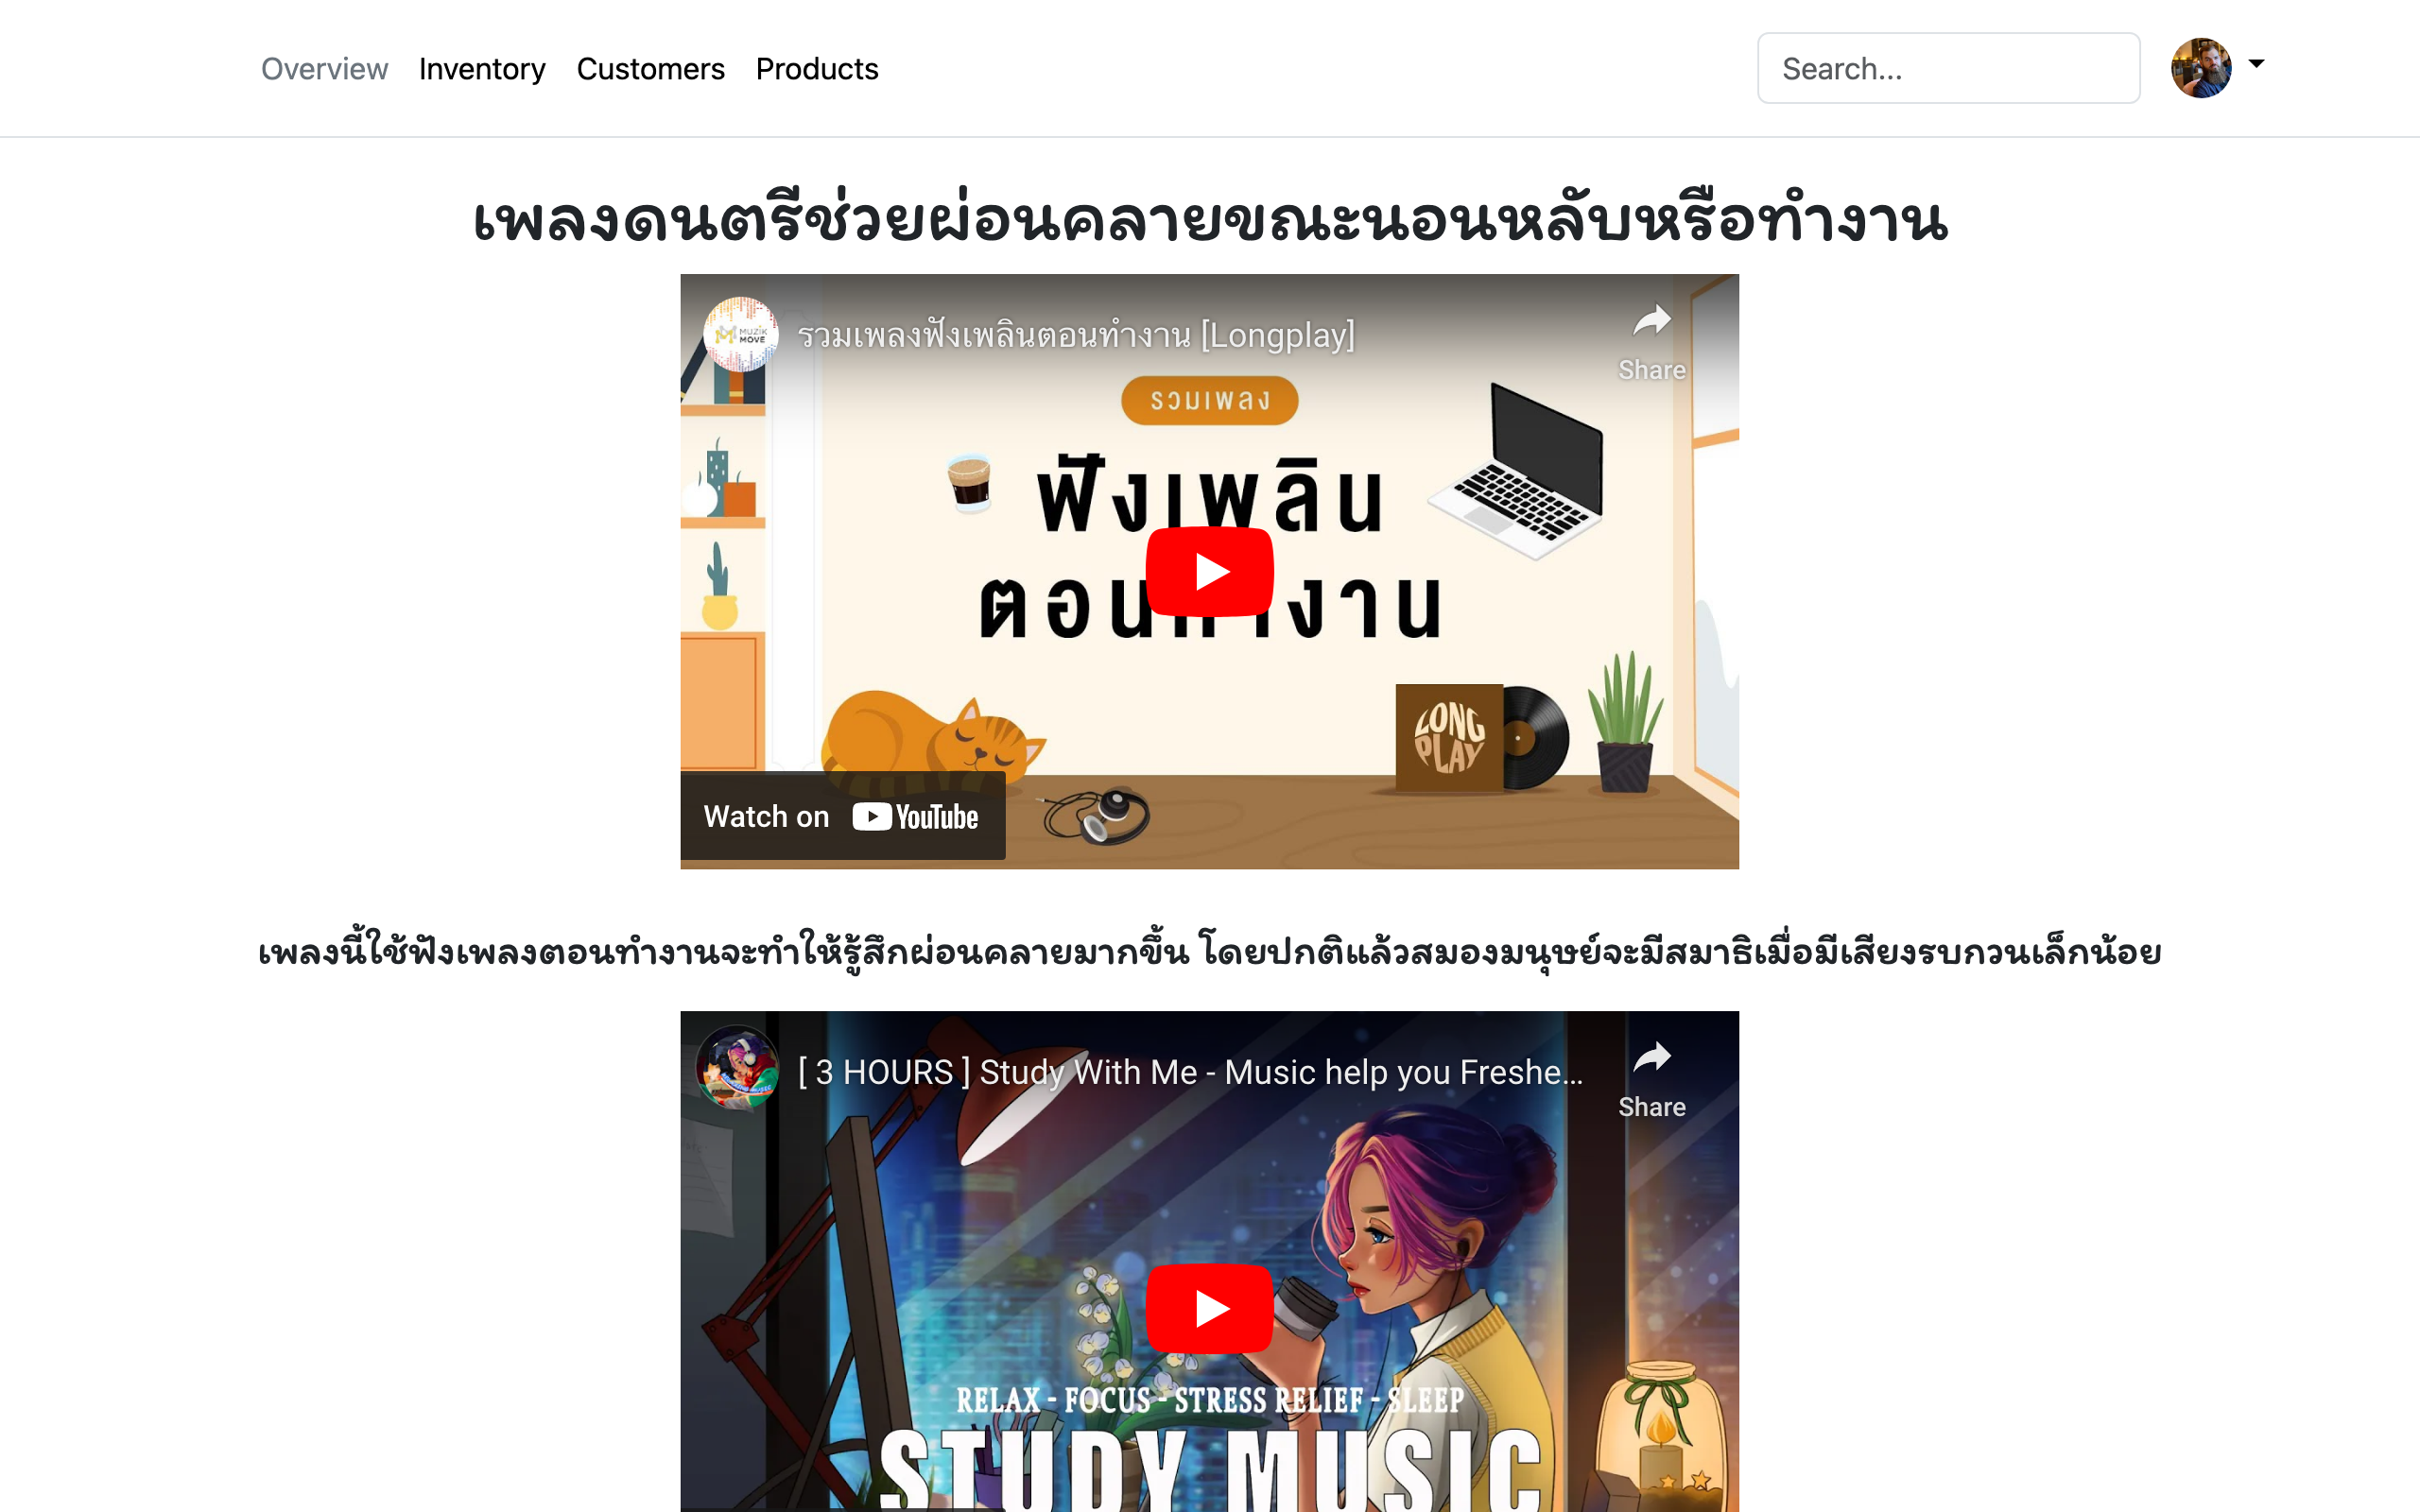 Overview Inventory Customers Products Search...
เพลงดนตรีช่วยผ่อนคลายขณะนอนหลับหรือทำงาน
MUZIK MOVE
รวมเพลงฟังเพลินตอนทำงาน [Longplay]
Share
รวมเพลง
ฟังเพลิน
ตอนทำงาน
LONG
PLAY
Watch on YouTube
เพลงนี้ใช้ฟังเพลงตอนทำงานจะทำให้รู้สึกผ่อนคลายมากขึ้น โดยปกติแล้วสมองมนุษย์จะมีสมาธิเมื่อมีเสียงรบกวนเล็กน้อย
[ 3 HOURS ] Study With Me - Music help you Freshe...
Share
RELAX - FOCUS - STRESS RELIEF - SLEEP
STUDY MUSIC